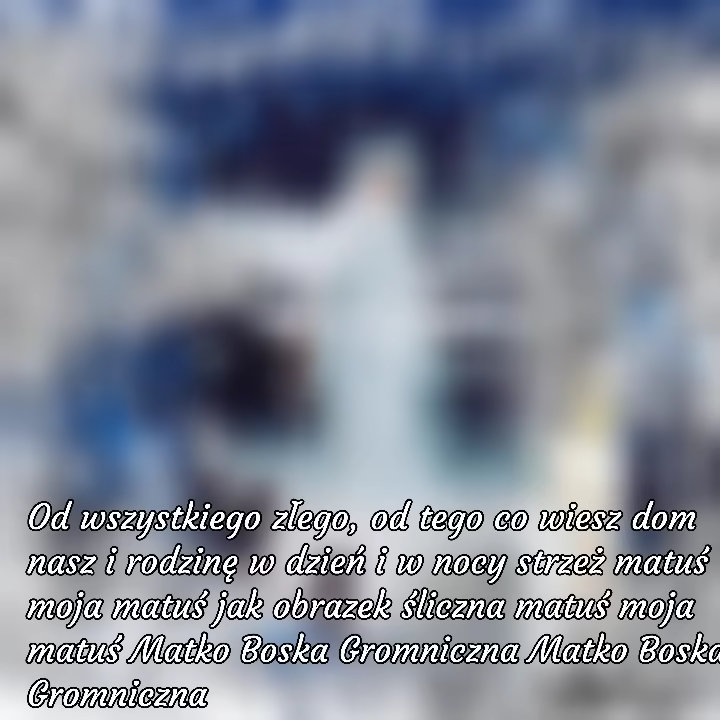 Od wszystkiego złego, od tego co wiesz dom
nasz i rodzinę w dzień i w nocy strzeż matuś
moja matuś jak obrazek śliczna matuś moja
matuś Matko Boska Gromniczna Matko Boska
Gromniczna